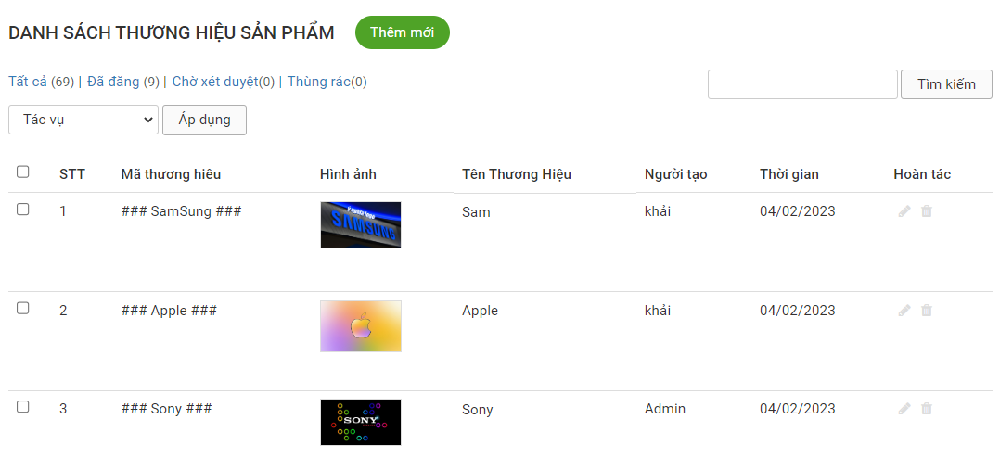 DANH SÁCH THƯƠNG HIỆU SẢN PHẨM Thêm mới
Tất cả (69) | Đã đăng (9) | Chờ xét duyệt(0) | Thùng rác(0) Tìm kiếm
Tác vụ Áp dụng
STT Mã thương hiêu Hình ảnh Tên Thương Hiệu Người tạo Thời gian Hoàn tác
1 ### SamSung ### Sam khải 04/02/2023
Ý nghĩa logo
SAMSUNG
2 ### Apple ### Apple khải 04/02/2023
3 ### Sony ### Sony Admin 04/02/2023
SONY